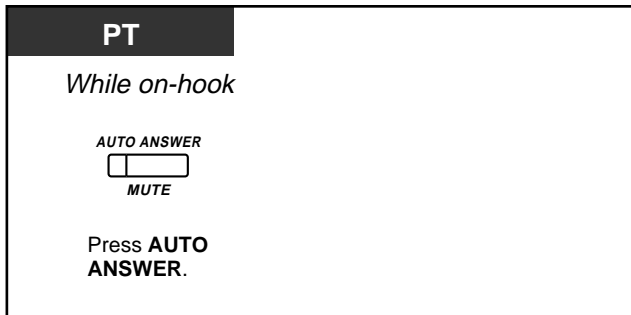 PT
While on-hook
AUTO ANSWER
MUTE
Press AUTO
ANSWER.